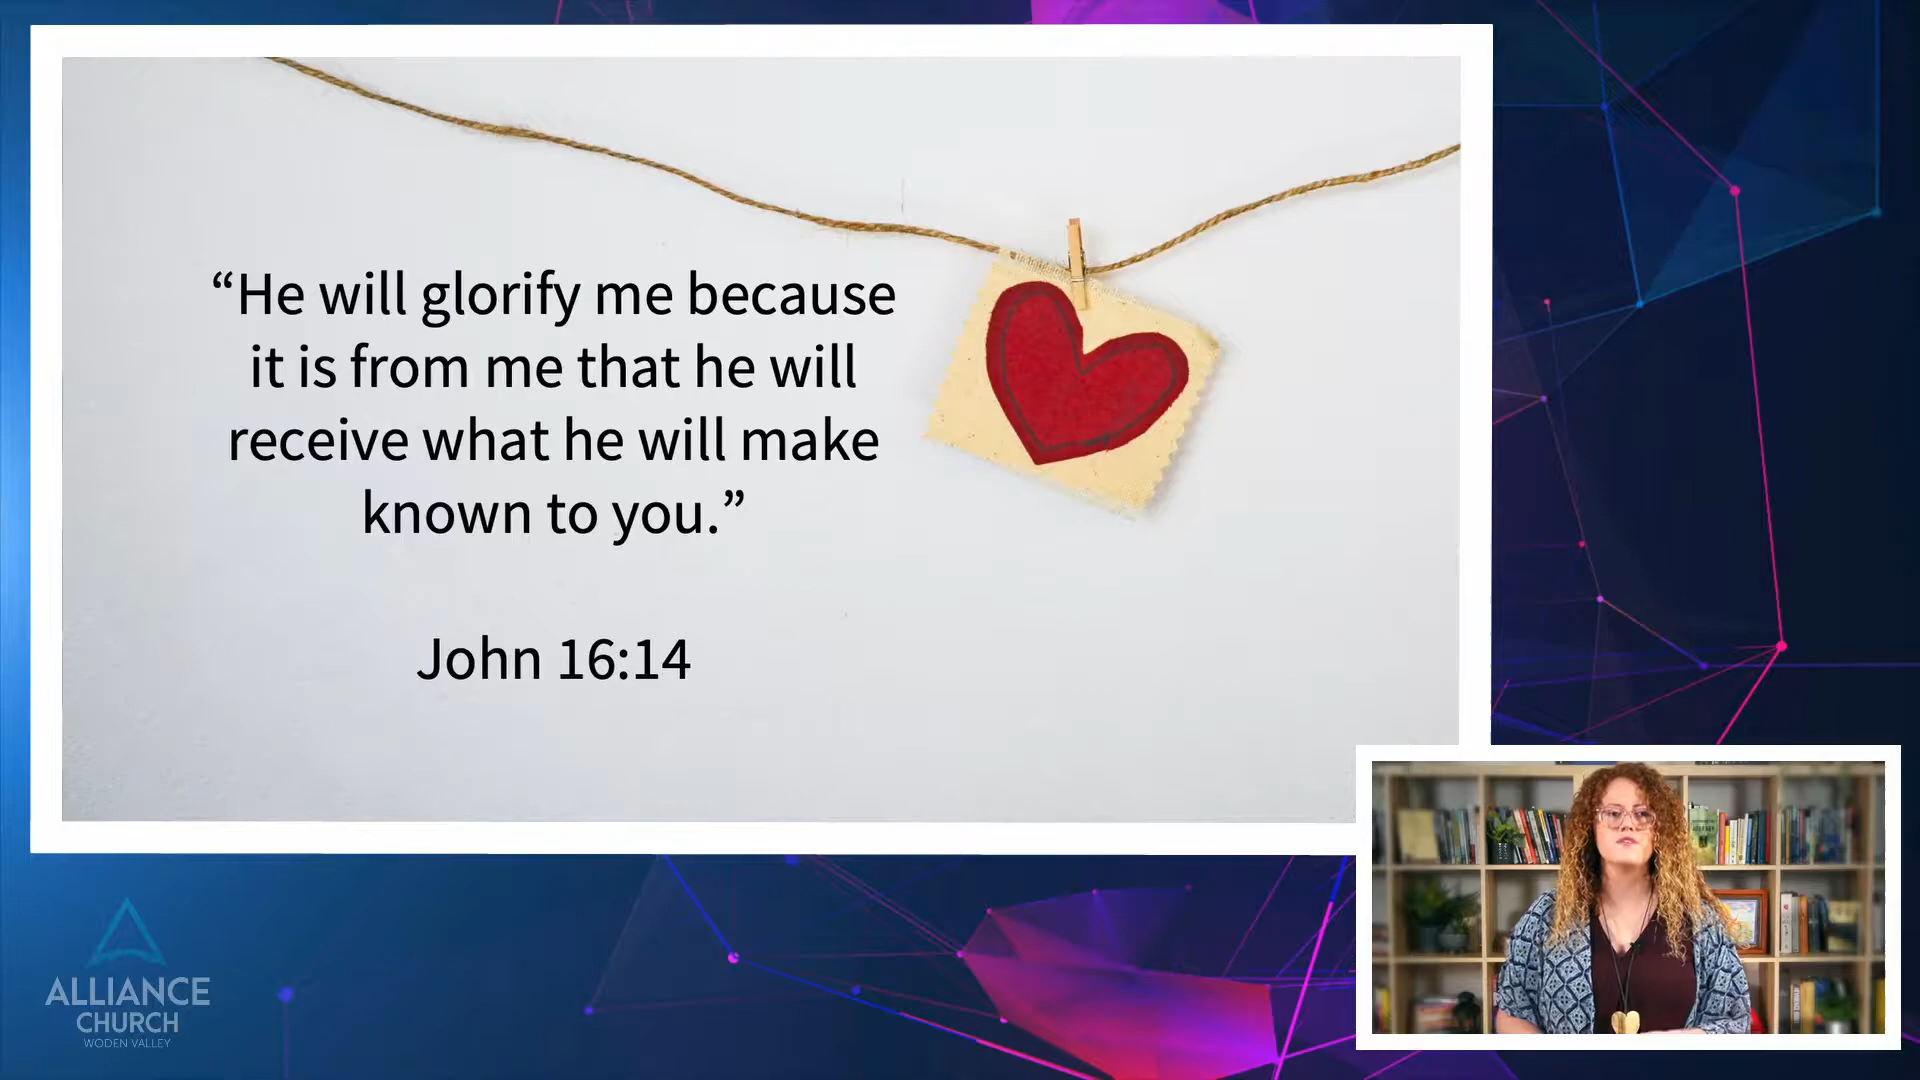 “He will glorify me because
it is from me that he will
receive what he will make
known to you.”
John 16:14
ALLIANCE
CHURCH
WODEN VALLEY